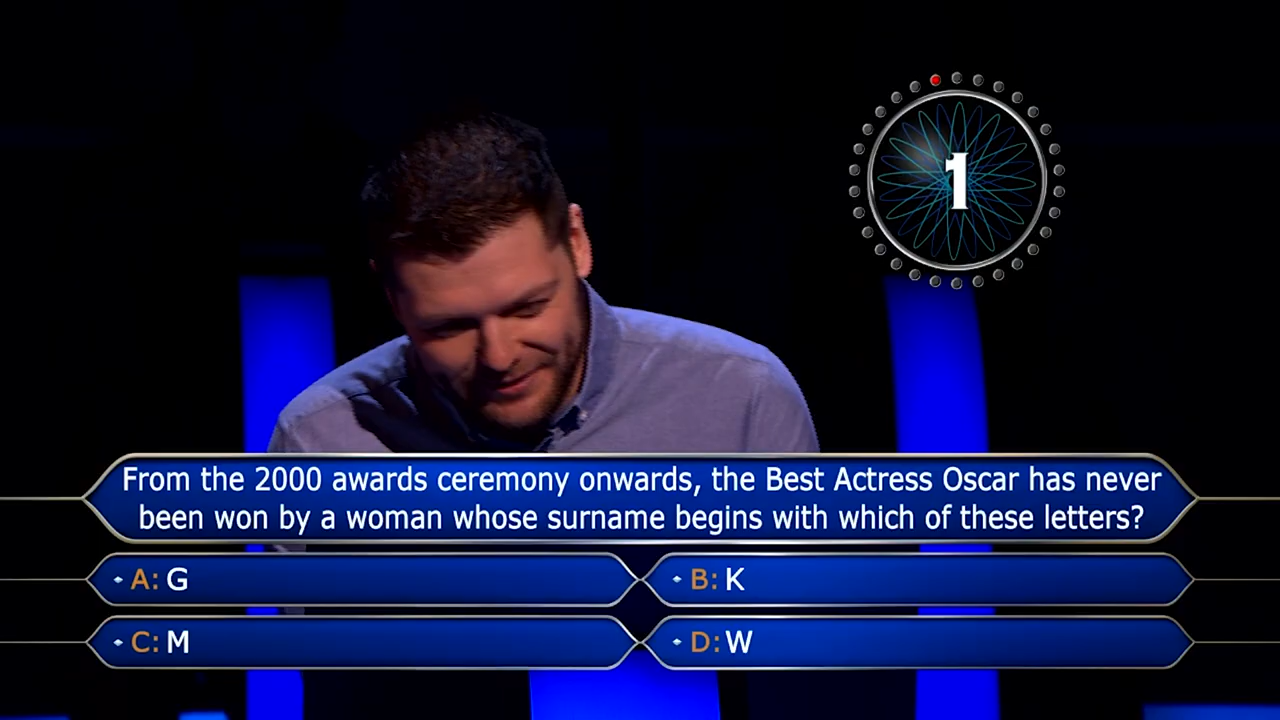 1
From the 2000 awards ceremony onwards, the Best Actress Oscar has never
been won by a woman whose surname begins with which of these letters?
A: G
B: K
C: M
D: W